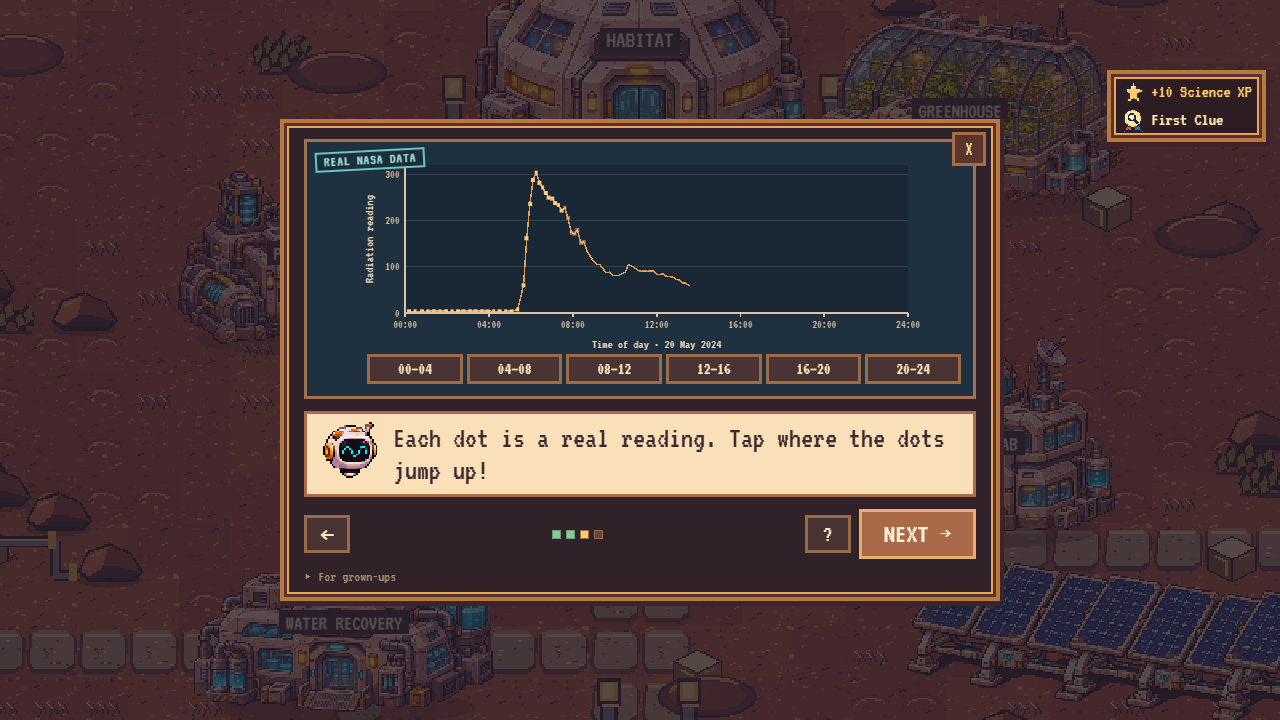 HABITAT
GREENHOUSE
+10 Science XP
First Clue
REAL NASA DATA
X
Radiation reading
300
200
100
0
00:00 04:00 08:00 12:00 16:00 20:00 24:00
Time of day · 20 May 2024
00–04 04–08 08–12 12–16 16–20 20–24
Each dot is a real reading. Tap where the dots
jump up!
← ? NEXT →
▸ For grown-ups
WATER RECOVERY